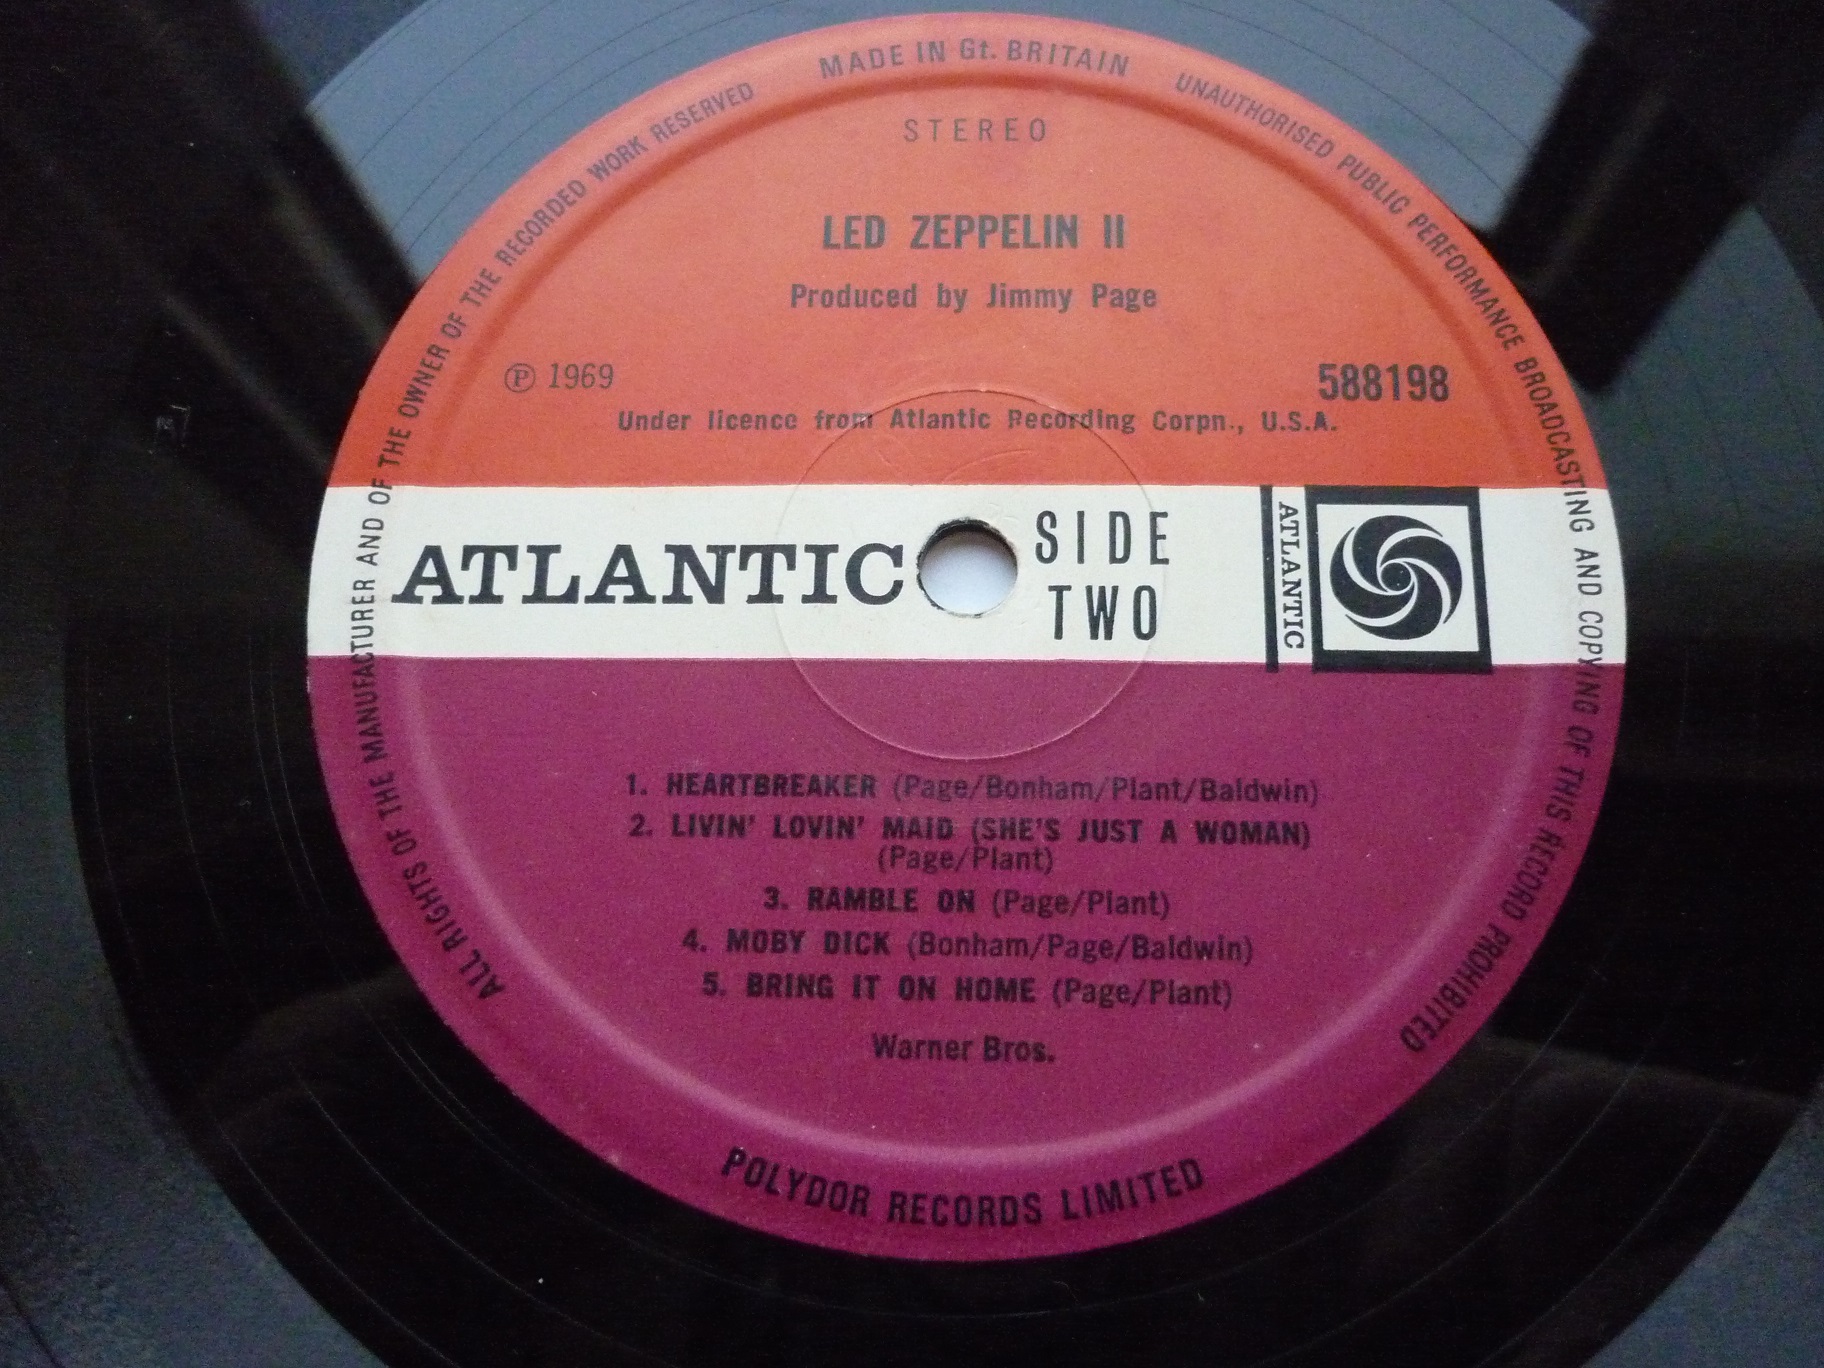 MADE IN Gt. BRITAIN
UNAUTHORISED PUBLIC PERFORMANCE BROADCASTING AND COPYING OF THIS RECORD PROHIBITED
ALL RIGHTS OF THE MANUFACTURER AND OF THE OWNER OF THE RECORDED WORK RESERVED
STEREO
LED ZEPPELIN II
Produced by Jimmy Page
℗ 1969
588198
Under licence from Atlantic Recording Corpn., U.S.A.
ATLANTIC
SIDE
TWO
ATLANTIC
1. HEARTBREAKER (Page/Bonham/Plant/Baldwin)
2. LIVIN' LOVIN' MAID (SHE'S JUST A WOMAN)
(Page/Plant)
3. RAMBLE ON (Page/Plant)
4. MOBY DICK (Bonham/Page/Baldwin)
5. BRING IT ON HOME (Page/Plant)
Warner Bros.
POLYDOR RECORDS LIMITED